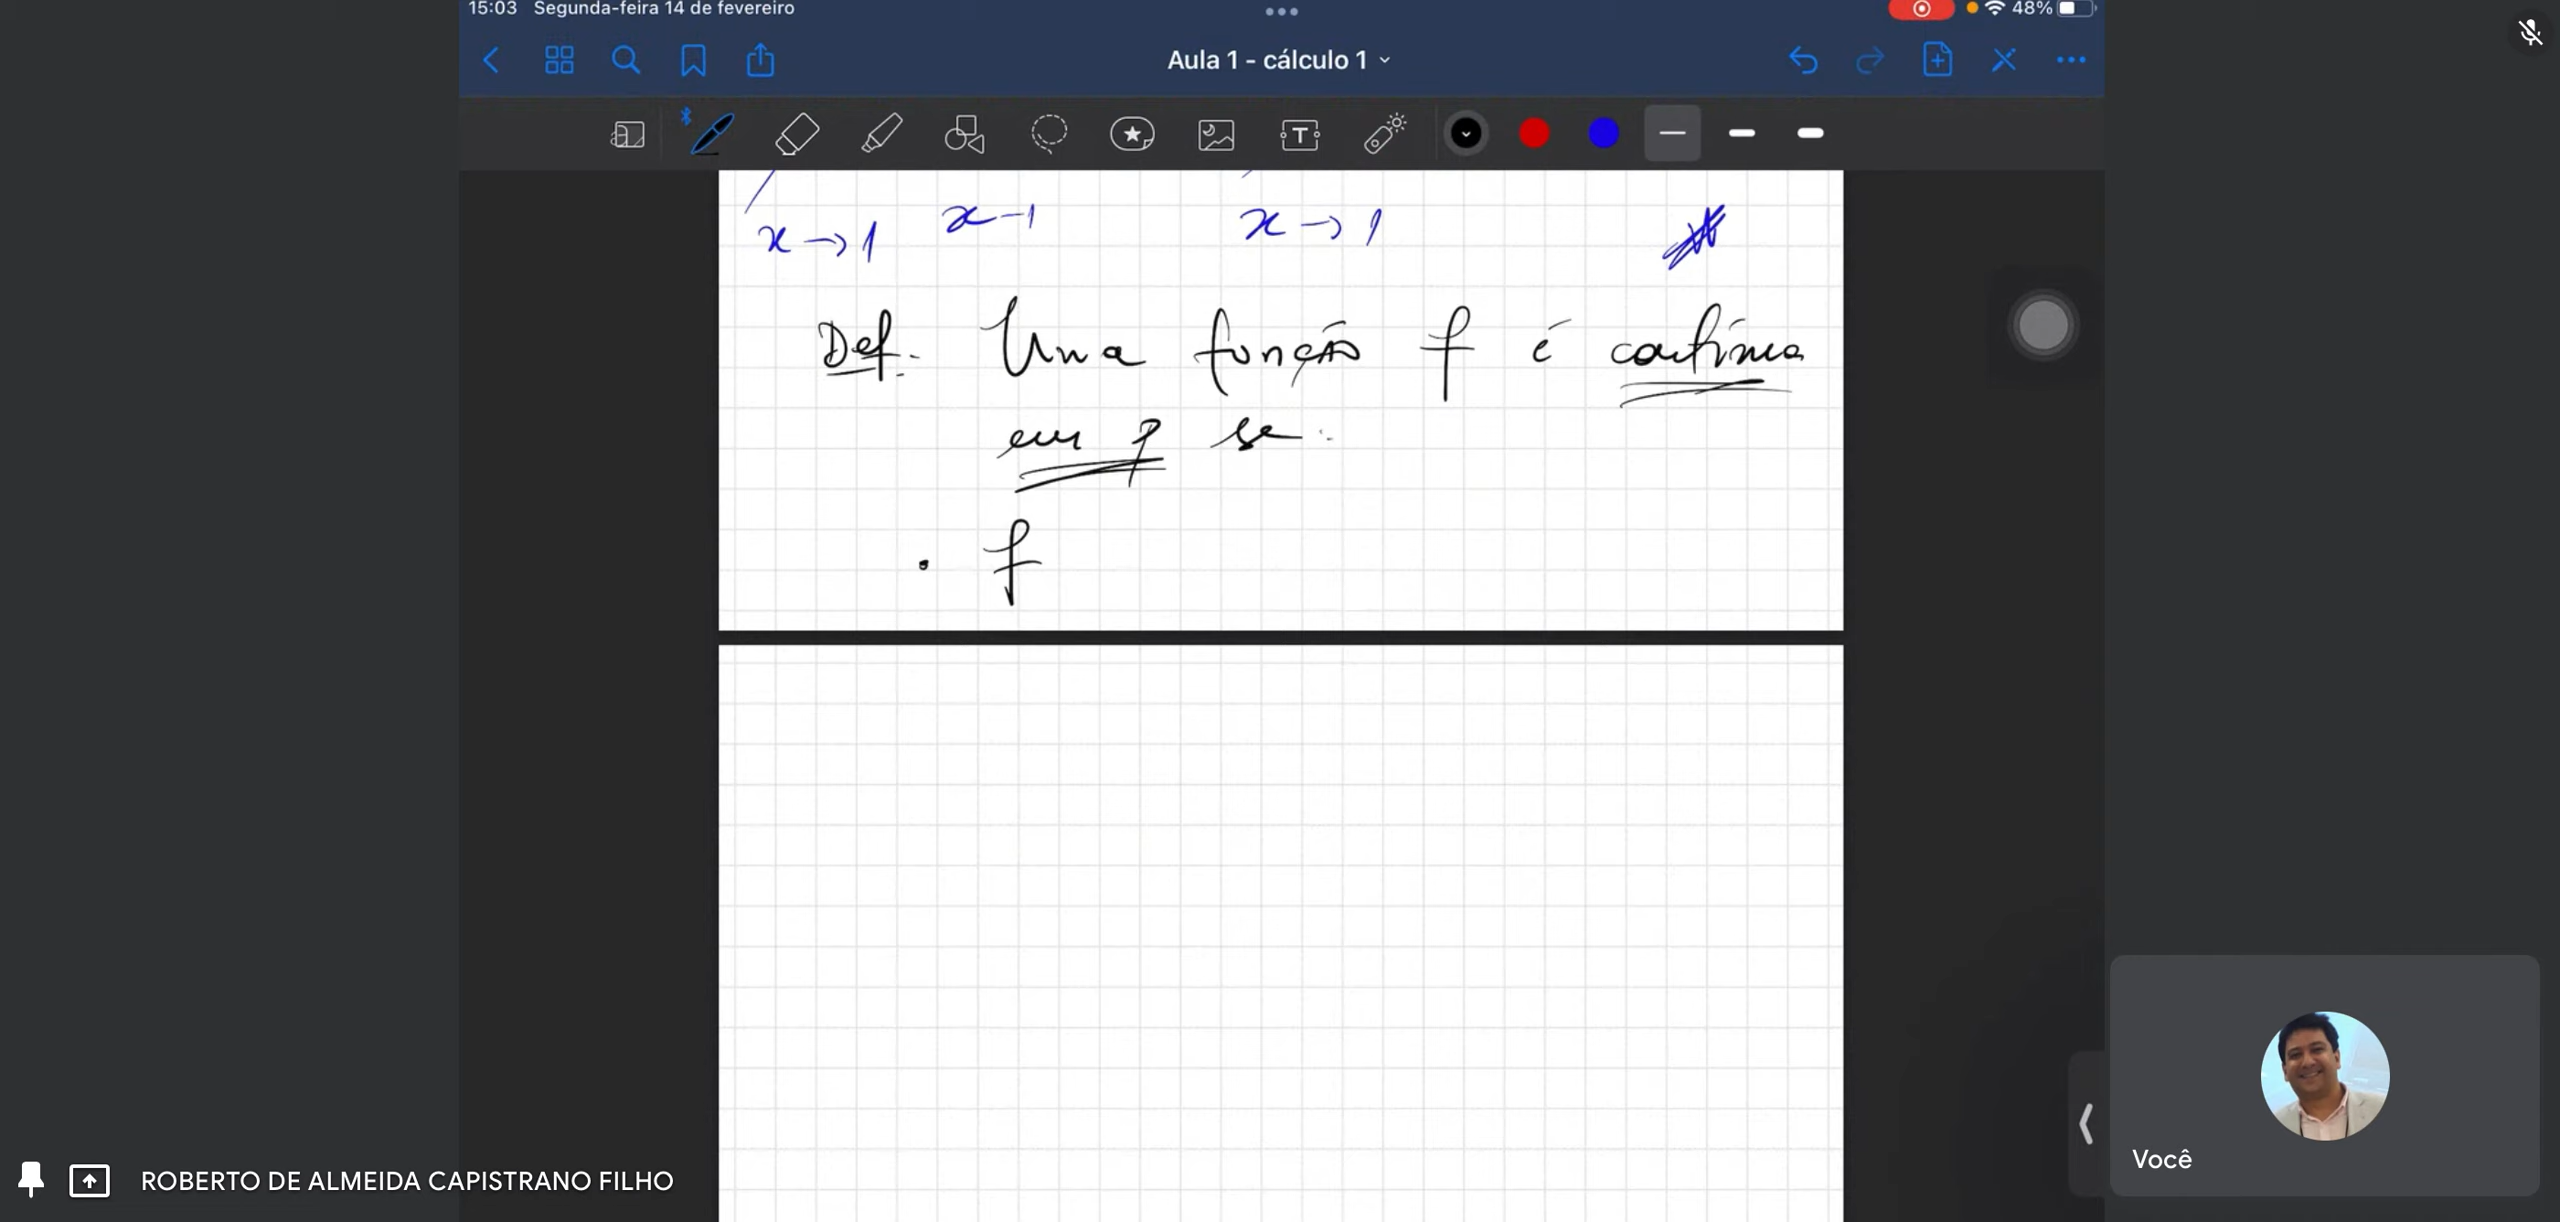 15:03 Segunda-feira 14 de fevereiro
48%
Aula 1 - cálculo 1
x → 1 x-1 x → 1
Def. Uma função f é contínua
em p se:
. f
ROBERTO DE ALMEIDA CAPISTRANO FILHO
Você